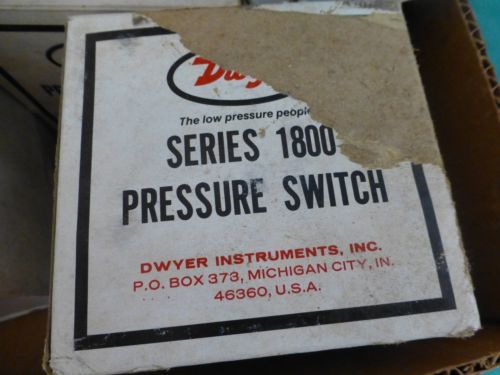 The low pressure people
SERIES 1800
PRESSURE SWITCH
DWYER INSTRUMENTS, INC.
P.O. BOX 373, MICHIGAN CITY, IN.
46360, U.S.A.